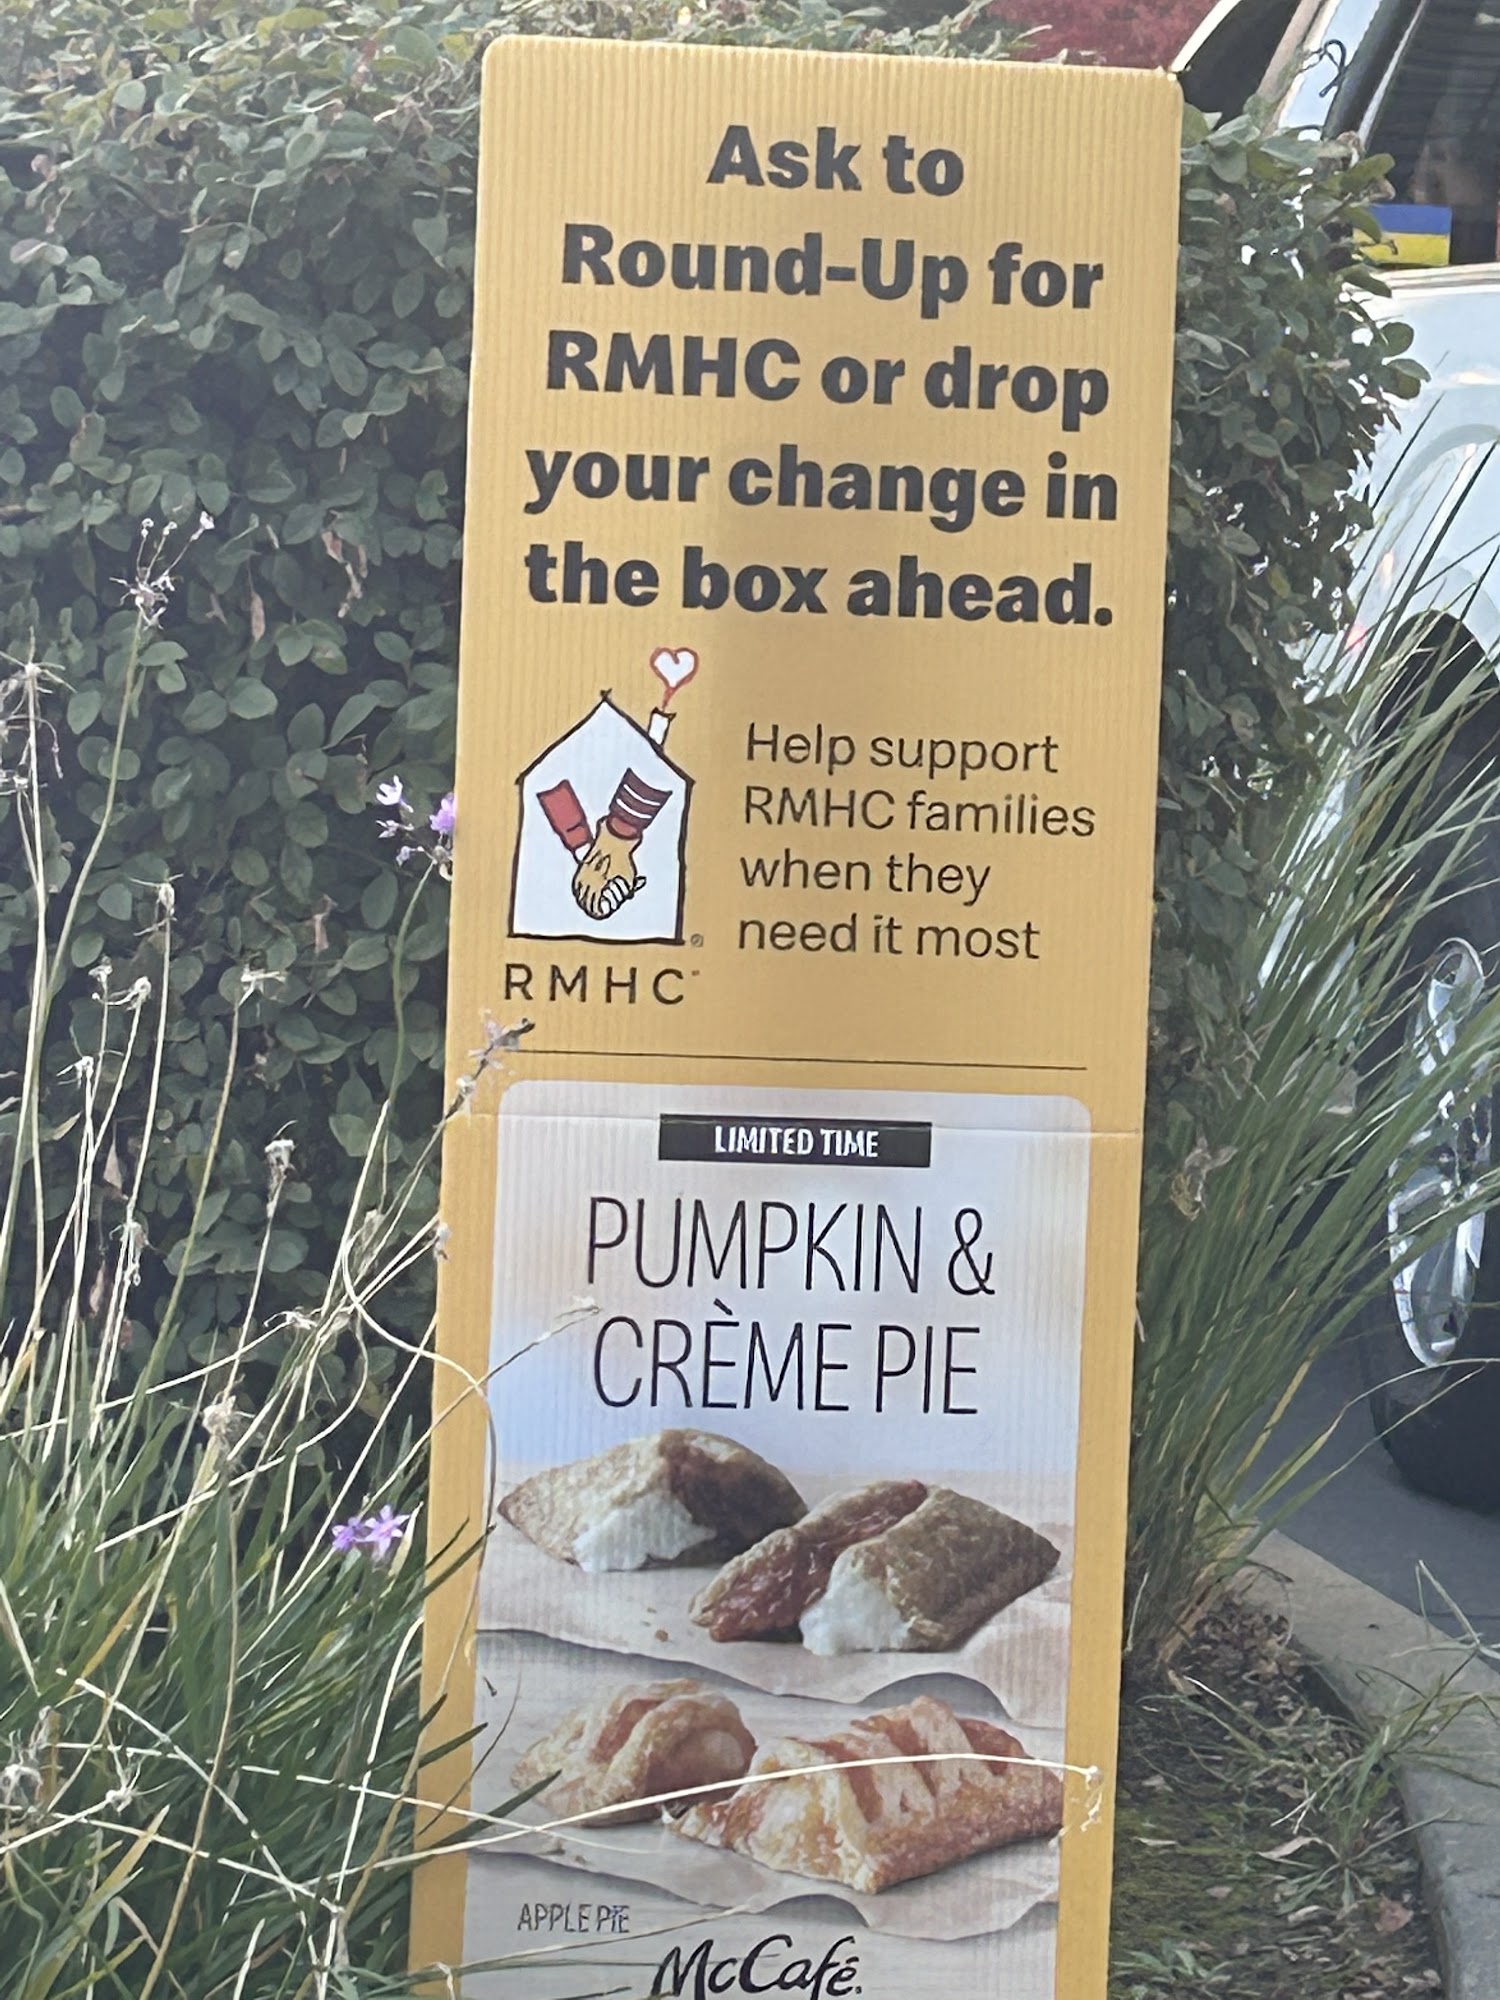 Ask to
Round-Up for
RMHC or drop
your change in
the box ahead.
Help support
RMHC families
when they
need it most
RMHC
LIMITED TIME
PUMPKIN &
CRÈME PIE
APPLE PIE
McCafé.